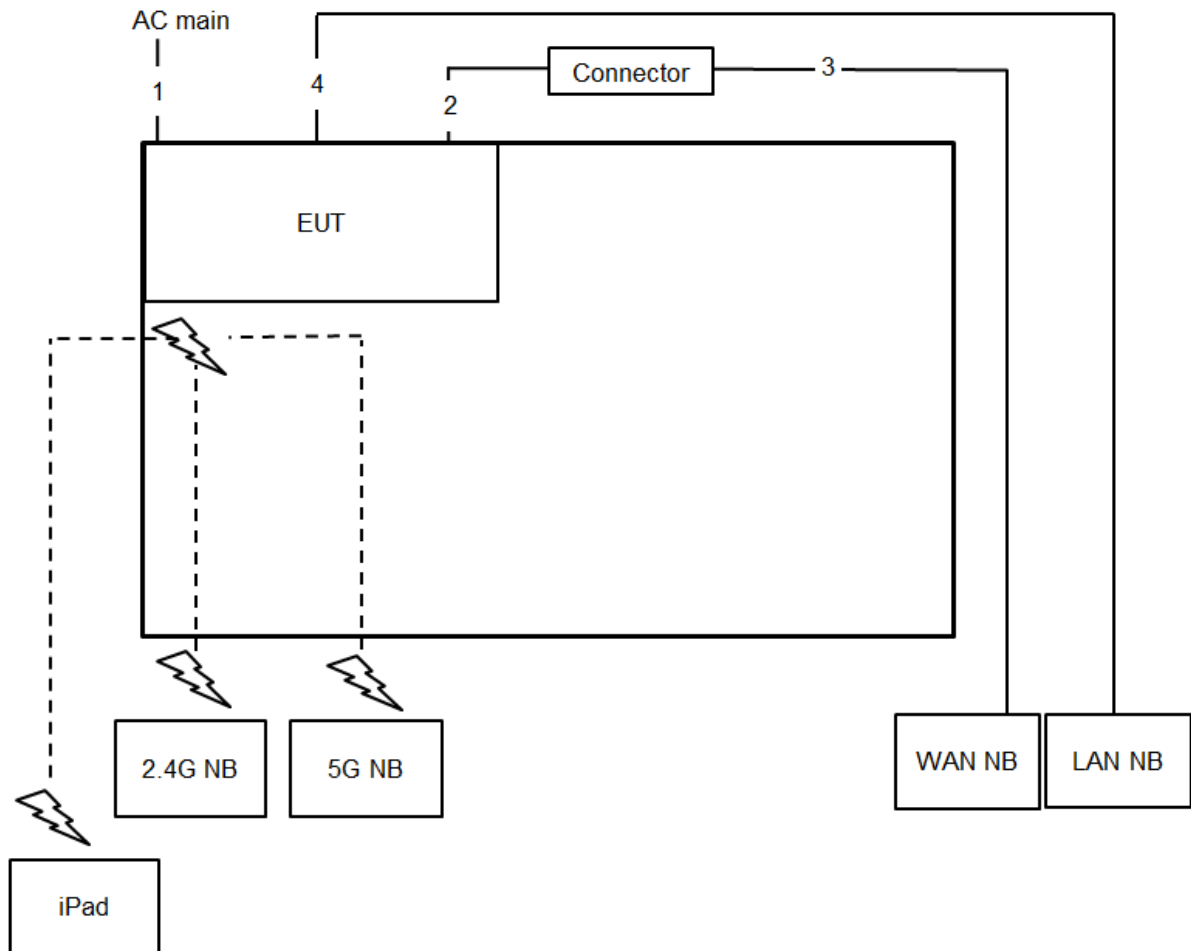 AC main
1
4
2
Connector
3
EUT
2.4G NB
5G NB
WAN NB
LAN NB
iPad